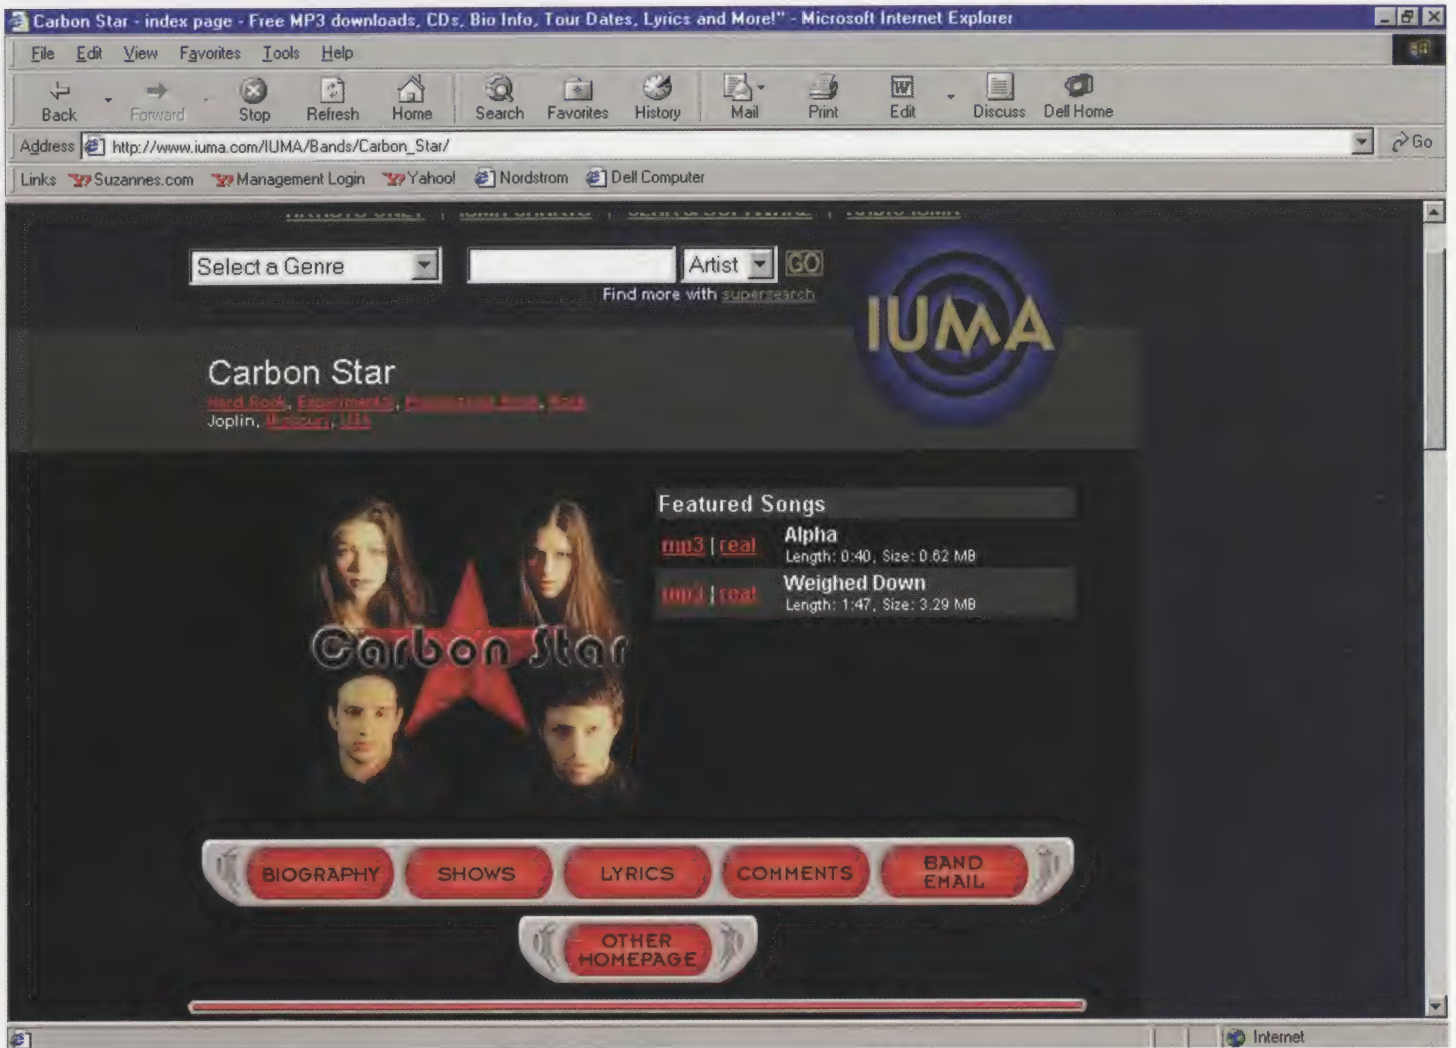 Carbon Star - index page - Free MP3 downloads, CDs, Bio Info, Tour Dates, Lyrics and More!" - Microsoft Internet Explorer
File Edit View Favorites Tools Help
Back Forward Stop Refresh Home Search Favorites History Mail Print Edit Discuss Dell Home
Address http://www.iuma.com/IUMA/Bands/Carbon_Star/ Go
Links Suzannes.com Management Login Yahoo! Nordstrom Dell Computer
Select a Genre Artist GO
Find more with supersearch
IUMA
Carbon Star
Hard Rock, Experimental, Progressive Rock, Rock
Joplin, Missouri, USA
Featured Songs
mp3 | real Alpha
Length: 0:40, Size: 0.62 MB
mp3 | real Weighed Down
Length: 1:47, Size: 3.29 MB
Carbon Star
BIOGRAPHY SHOWS LYRICS COMMENTS BAND EMAIL
OTHER
HOMEPAGE
Internet